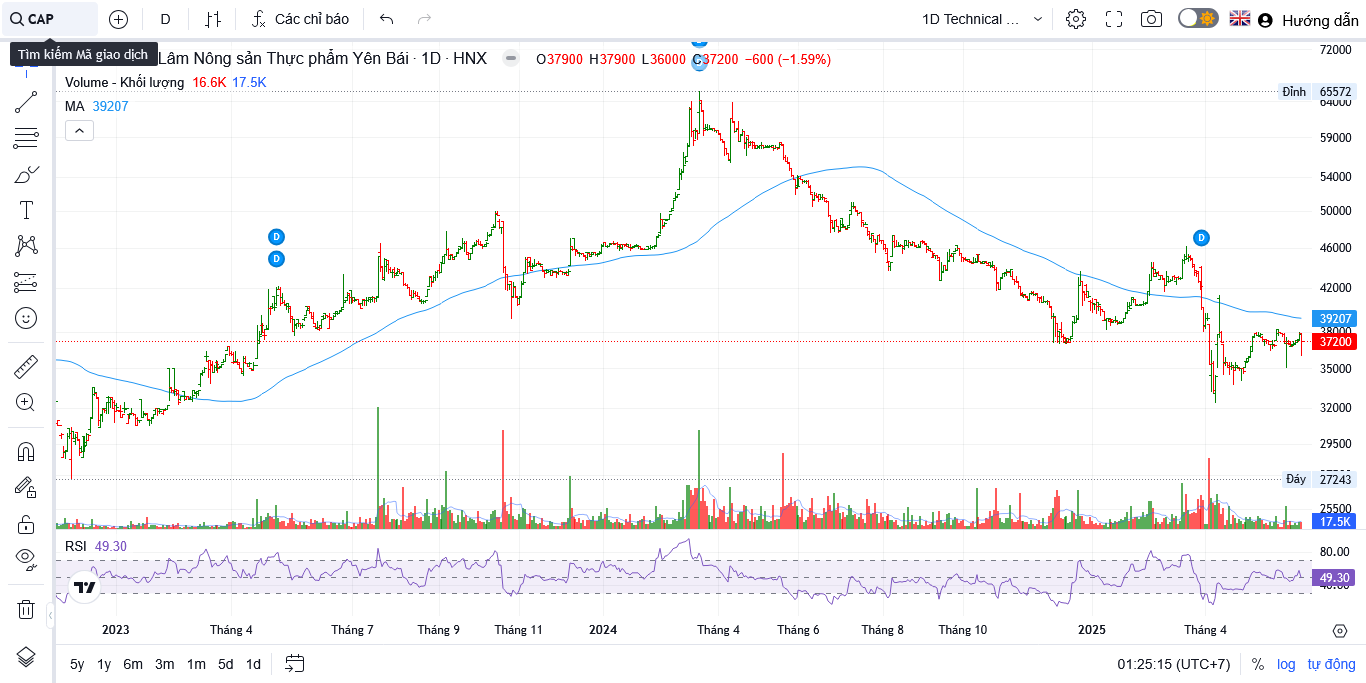 CAP
D
Các chỉ báo
1D Technical ...
Hướng dẫn
Tìm kiếm Mã giao dịch
Lâm Nông sản Thực phẩm Yên Bái · 1D · HNX
O37900 H37900 L36000 C37200 −600 (−1.59%)
Volume - Khối lượng 16.6K 17.5K
MA 39207
72000
Đỉnh 65572
64000
59000
54000
50000
46000
42000
39207
38000
37200
35000
32000
29500
Đáy 27243
25500
17.5K
D
D
D
RSI 49.30
80.00
49.30
40.00
2023 Tháng 4 Tháng 7 Tháng 9 Tháng 11 2024 Tháng 4 Tháng 6 Tháng 8 Tháng 10 2025 Tháng 4
5y 1y 6m 3m 1m 5d 1d
01:25:15 (UTC+7) % log tự động